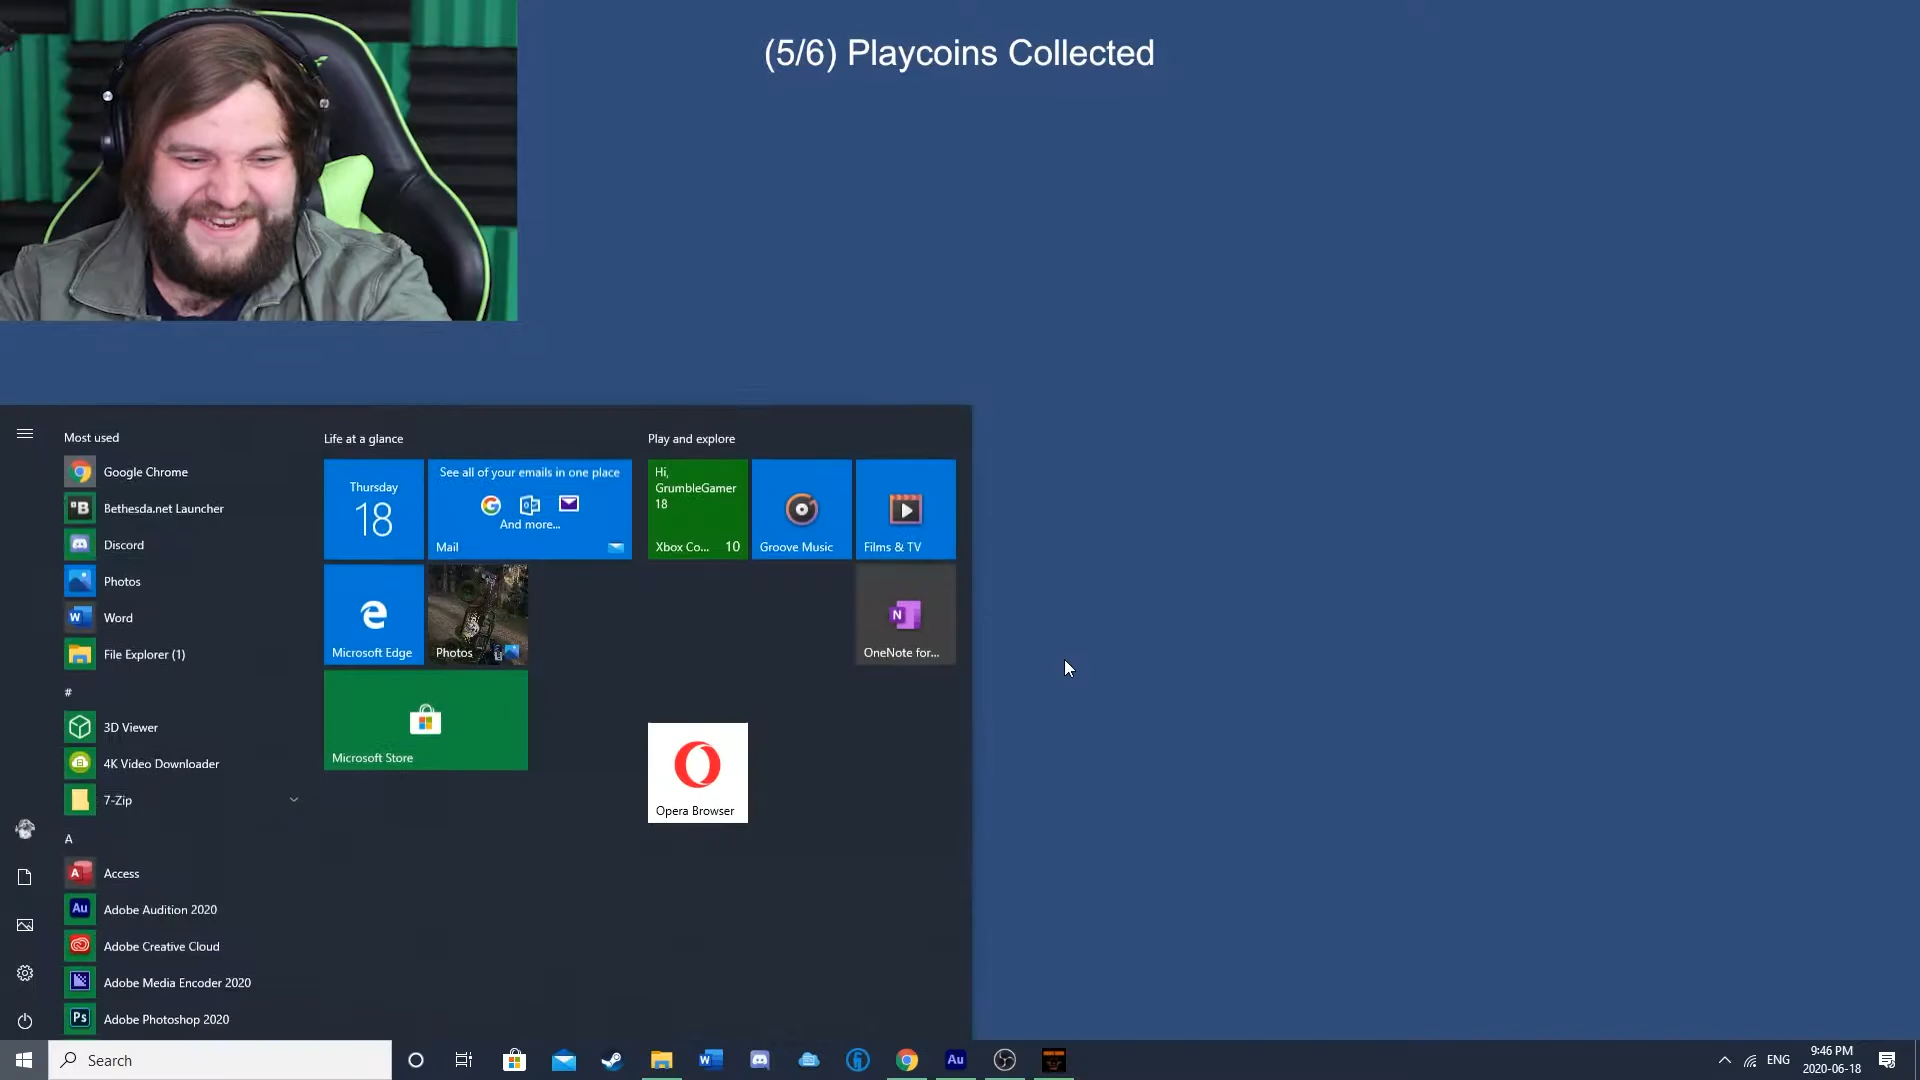 (5/6) Playcoins Collected
Most used
Google Chrome
Bethesda.net Launcher
Discord
Photos
Word
File Explorer (1)
#
3D Viewer
4K Video Downloader
7-Zip
A
Access
Adobe Audition 2020
Adobe Creative Cloud
Adobe Media Encoder 2020
Adobe Photoshop 2020
Life at a glance
Thursday
18
See all of your emails in one place
And more...
Mail
Microsoft Edge
Photos
Microsoft Store
Play and explore
Hi,
GrumbleGamer
18
Xbox Co... 10
Groove Music
Films & TV
OneNote for...
Opera Browser
Search
ENG
9:46 PM
2020-06-18